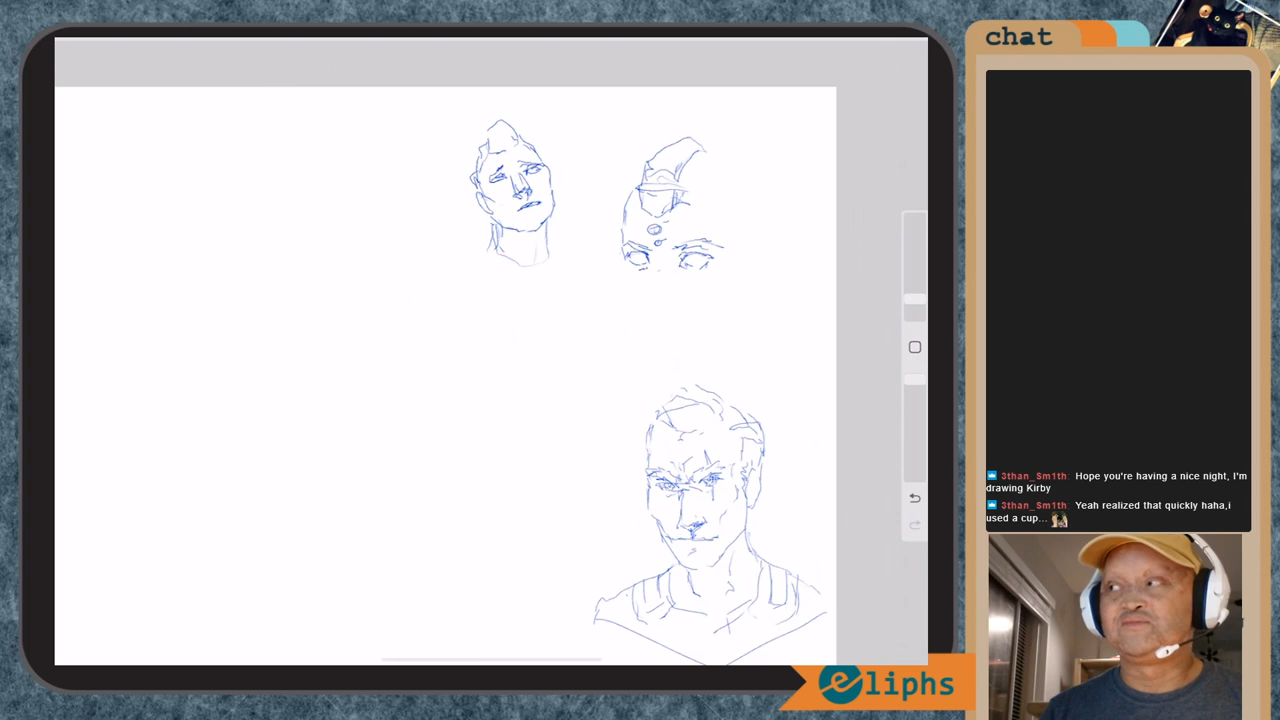 chat
3than_Sm1th: Hope you're having a nice night, I'm
drawing Kirby
3than_Sm1th: Yeah realized that quickly haha,i
used a cup...
eliphs